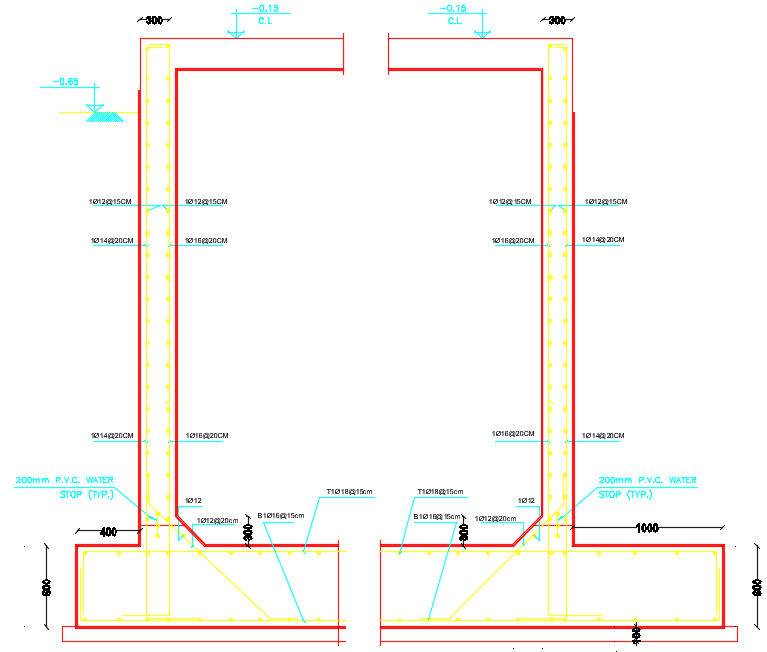 300
-0.15
C.L
-0.15
C.L
300
-0.65
1Ø12@15CM
1Ø12@15CM
1Ø12@15CM
1Ø12@15CM
1Ø14@20CM
1Ø16@20CM
1Ø16@20CM
1Ø14@20CM
1Ø14@20CM
1Ø16@20CM
1Ø16@20CM
1Ø14@20CM
200mm P.V.C. WATER
STOP (TYP.)
200mm P.V.C. WATER
STOP (TYP.)
T1Ø18@15cm
T1Ø18@15cm
1Ø12
1Ø12
1Ø12@20cm
B1Ø16@15cm
B1Ø16@15cm
1Ø12@20cm
400
300
300
1000
600
600
100